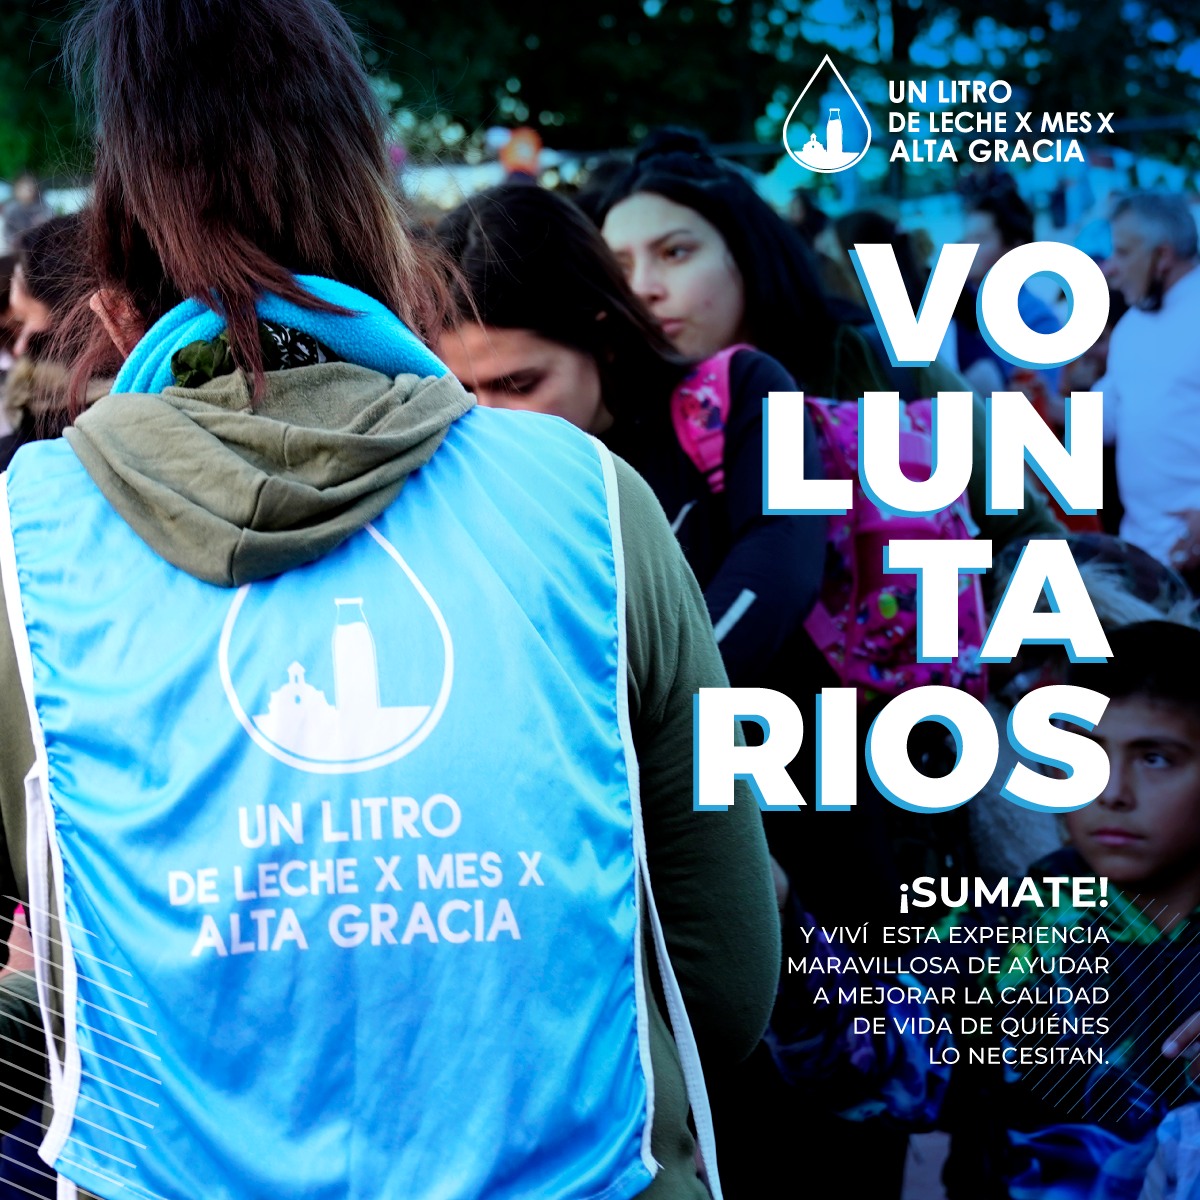 UN LITRO
DE LECHE X MES X
ALTA GRACIA
VO
LUN
TA
RIOS
¡SUMATE!
Y VIVÍ ESTA EXPERIENCIA
MARAVILLOSA DE AYUDAR
A MEJORAR LA CALIDAD
DE VIDA DE QUIÉNES
LO NECESITAN.
UN LITRO
DE LECHE X MES X
ALTA GRACIA